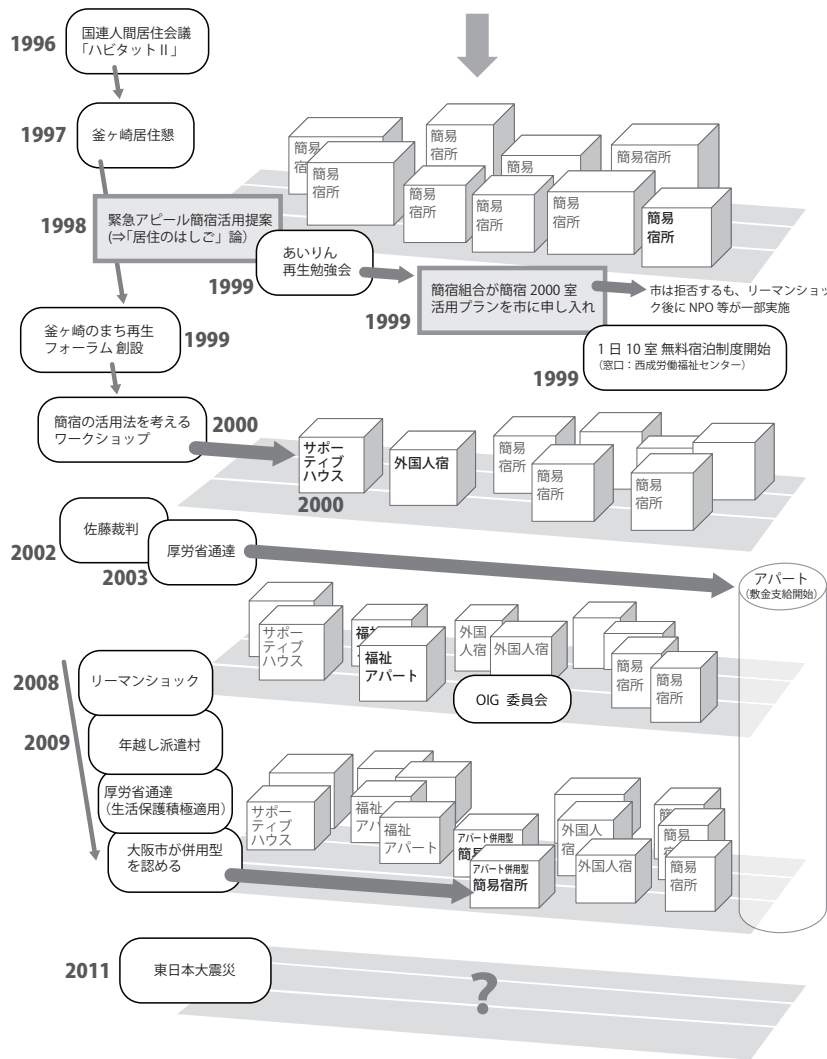 1996
国連人間居住会議
「ハビタットⅡ」
1997
釜ヶ崎居住懇
簡易
宿
簡易
宿所
簡易
宿所
簡易
宿所
簡易
簡易
宿所
簡易
宿所
簡易宿所
簡易
宿所
1998
緊急アピール簡宿活用提案
(⇒「居住のはしご」論)
あいりん
再生勉強会
1999
簡宿組合が簡宿 2000 室
活用プランを市に申し入れ
1999
市は拒否するも、リーマンショッ
ク後に NPO 等が一部実施
1 日 10 室 無料宿泊制度開始
(窓口：西成労働福祉センター)
1999
釜ヶ崎のまち再生
フォーラム 創設
1999
簡宿の活用法を考える
ワークショップ
2000
サポー
ティブ
ハウス
2000
外国人宿
簡易
宿所
簡易
宿所
簡易
宿所
佐藤裁判
2002
厚労省通達
2003
アパート
(敷金支給開始)
サポー
ティブ
ハウス
福祉
福祉
アパート
外国
人宿
外国人宿
OIG 委員会
簡易
宿所
簡易
宿所
2008
リーマンショック
2009
年越し派遣村
厚労省通達
(生活保護積極適用)
大阪市が併用型
を認める
サポー
ティブ
ハウス
福祉
アパ
福祉
アパート
アパート併用型
簡易
アパート併用型
簡易宿所
外国人
宿
外国人宿
簡易
簡易
宿所
2011
東日本大震災
?